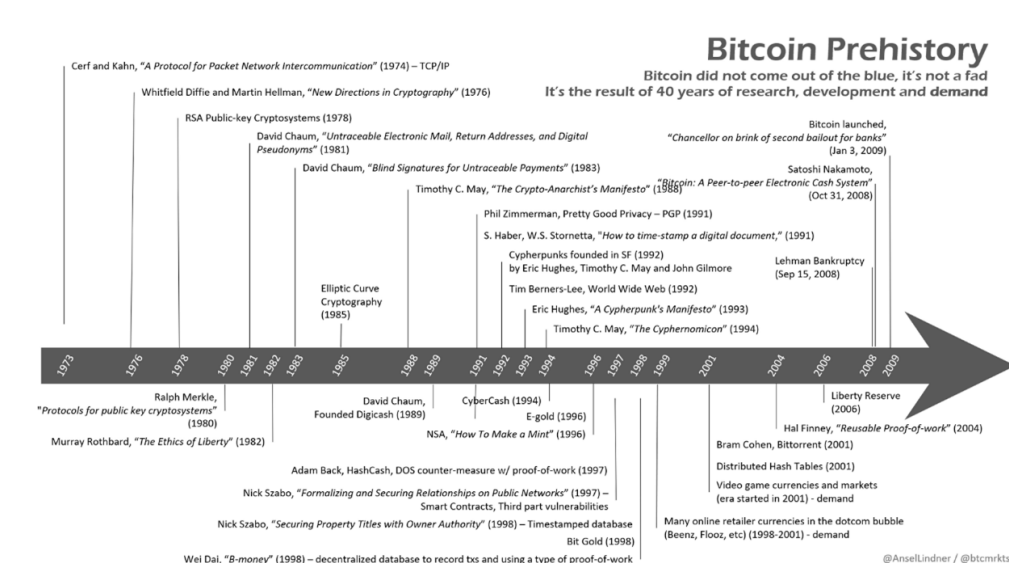 Bitcoin Prehistory
Bitcoin did not come out of the blue, it's not a fad
It's the result of 40 years of research, development and demand
Cerf and Kahn, "A Protocol for Packet Network Intercommunication" (1974) – TCP/IP
Whitfield Diffie and Martin Hellman, "New Directions in Cryptography" (1976)
RSA Public-key Cryptosystems (1978)
David Chaum, "Untraceable Electronic Mail, Return Addresses, and Digital
Pseudonyms" (1981)
David Chaum, "Blind Signatures for Untraceable Payments" (1983)
Timothy C. May, "The Crypto-Anarchist's Manifesto" (1988)
Phil Zimmerman, Pretty Good Privacy – PGP (1991)
S. Haber, W.S. Stornetta, "How to time-stamp a digital document," (1991)
Cypherpunks founded in SF (1992)
by Eric Hughes, Timothy C. May and John Gilmore
Tim Berners-Lee, World Wide Web (1992)
Eric Hughes, "A Cypherpunk's Manifesto" (1993)
Timothy C. May, "The Cyphernomicon" (1994)
Elliptic Curve
Cryptography
(1985)
Bitcoin launched,
"Chancellor on brink of second bailout for banks"
(Jan 3, 2009)
Satoshi Nakamoto,
"Bitcoin: A Peer-to-peer Electronic Cash System"
(Oct 31, 2008)
Lehman Bankruptcy
(Sep 15, 2008)
1973
1976
1978
1980
1981
1982
1983
1985
1988
1989
1991
1992
1993
1994
1996
1997
1998
1999
2001
2004
2006
2008
2009
Ralph Merkle,
"Protocols for public key cryptosystems"
(1980)
Murray Rothbard, "The Ethics of Liberty" (1982)
David Chaum,
Founded Digicash (1989)
CyberCash (1994)
E-gold (1996)
NSA, "How To Make a Mint" (1996)
Adam Back, HashCash, DOS counter-measure w/ proof-of-work (1997)
Nick Szabo, "Formalizing and Securing Relationships on Public Networks" (1997) –
Smart Contracts, Third part vulnerabilities
Nick Szabo, "Securing Property Titles with Owner Authority" (1998) – Timestamped database
Bit Gold (1998)
Wei Dai, "B-money" (1998) – decentralized database to record txs and using a type of proof-of-work
Liberty Reserve
(2006)
Hal Finney, "Reusable Proof-of-work" (2004)
Bram Cohen, Bittorrent (2001)
Distributed Hash Tables (2001)
Video game currencies and markets
(era started in 2001) - demand
Many online retailer currencies in the dotcom bubble
(Beenz, Flooz, etc) (1998-2001) - demand
@AnselLindner / @btcmrkts